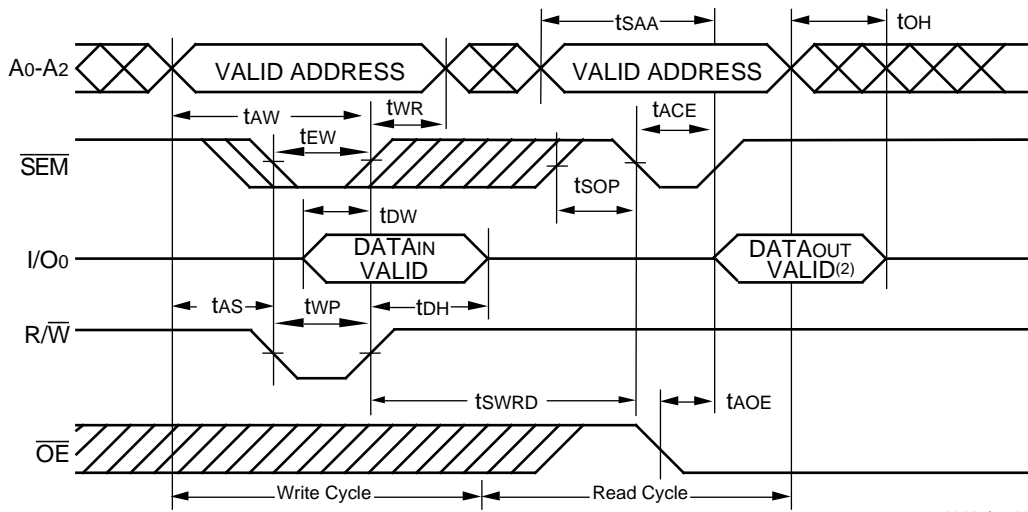 tSAA
tOH
A0-A2
VALID ADDRESS
VALID ADDRESS
tAW
tWR
tACE
tEW
SEM
tSOP
tDW
I/O0
DATAIN
VALID
DATAOUT
VALID(2)
tAS
tWP
tDH
R/W
tSWRD
tAOE
OE
Write Cycle
Read Cycle